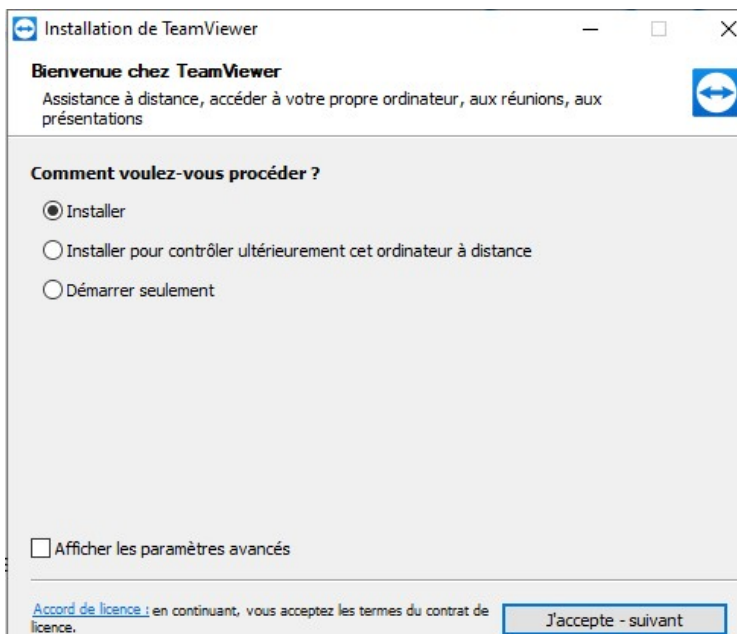 Installation de TeamViewer
Bienvenue chez TeamViewer
Assistance à distance, accéder à votre propre ordinateur, aux réunions, aux
présentations
Comment voulez-vous procéder ?
Installer
Installer pour contrôler ultérieurement cet ordinateur à distance
Démarrer seulement
Afficher les paramètres avancés
Accord de licence : en continuant, vous acceptez les termes du contrat de
licence.
J'accepte - suivant